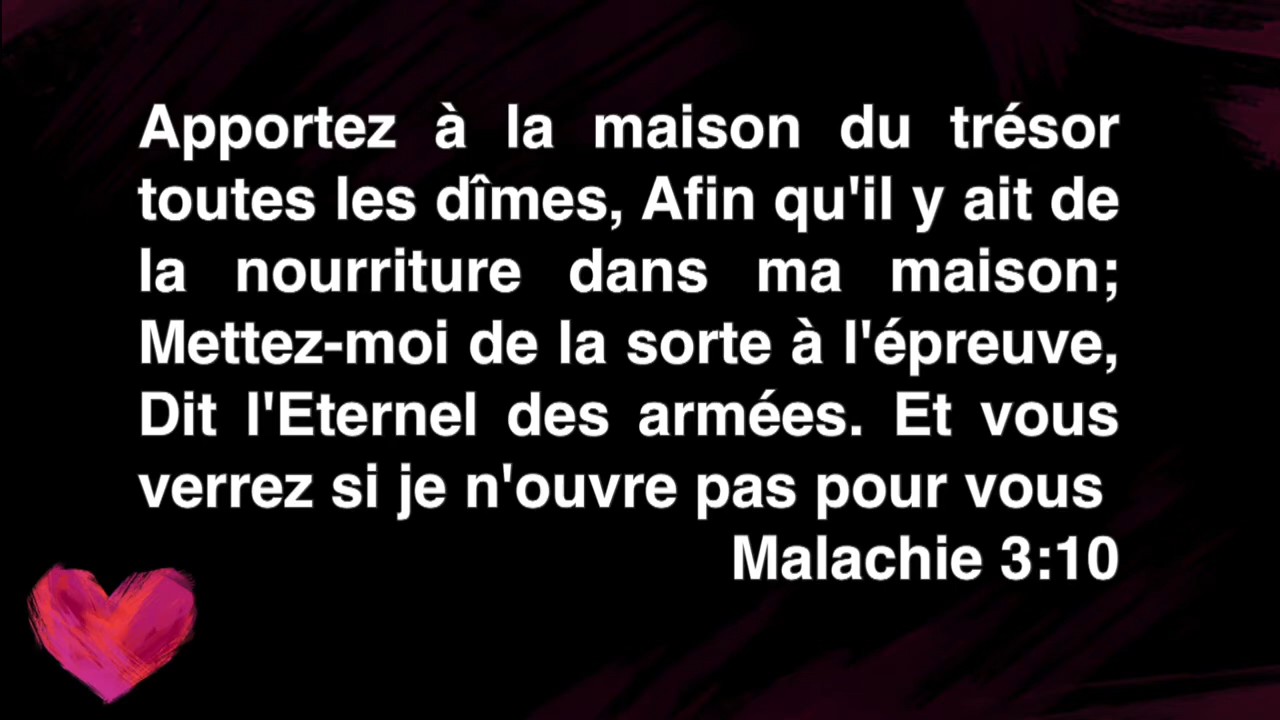 Apportez à la maison du trésor
toutes les dîmes, Afin qu'il y ait de
la nourriture dans ma maison;
Mettez-moi de la sorte à l'épreuve,
Dit l'Eternel des armées. Et vous
verrez si je n'ouvre pas pour vous
Malachie 3:10